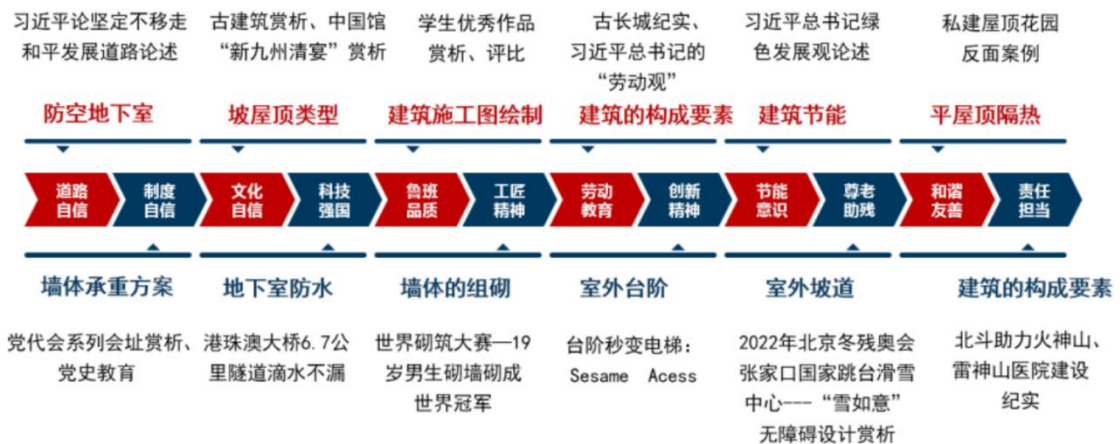 习近平论坚定不移走
和平发展道路论述
古建筑赏析、中国馆
“新九州清宴”赏析
学生优秀作品
赏析、评比
古长城纪实、
习近平总书记的
“劳动观”
习近平总书记绿
色发展观论述
私建屋顶花园
反面案例
防空地下室
坡屋顶类型
建筑施工图绘制
建筑的构成要素
建筑节能
平屋顶隔热
道路
自信
制度
自信
文化
自信
科技
强国
鲁班
品质
工匠
精神
劳动
教育
创新
精神
节能
意识
尊老
助残
和谐
友善
责任
担当
墙体承重方案
地下室防水
墙体的组砌
室外台阶
室外坡道
建筑的构成要素
党代会系列会址赏析、
党史教育
港珠澳大桥6.7公
里隧道滴水不漏
世界砌筑大赛—19
岁男生砌墙砌成
世界冠军
台阶秒变电梯：
Sesame Acess
2022年北京冬残奥会
张家口国家跳台滑雪
中心---“雪如意”
无障碍设计赏析
北斗助力火神山、
雷神山医院建设
纪实